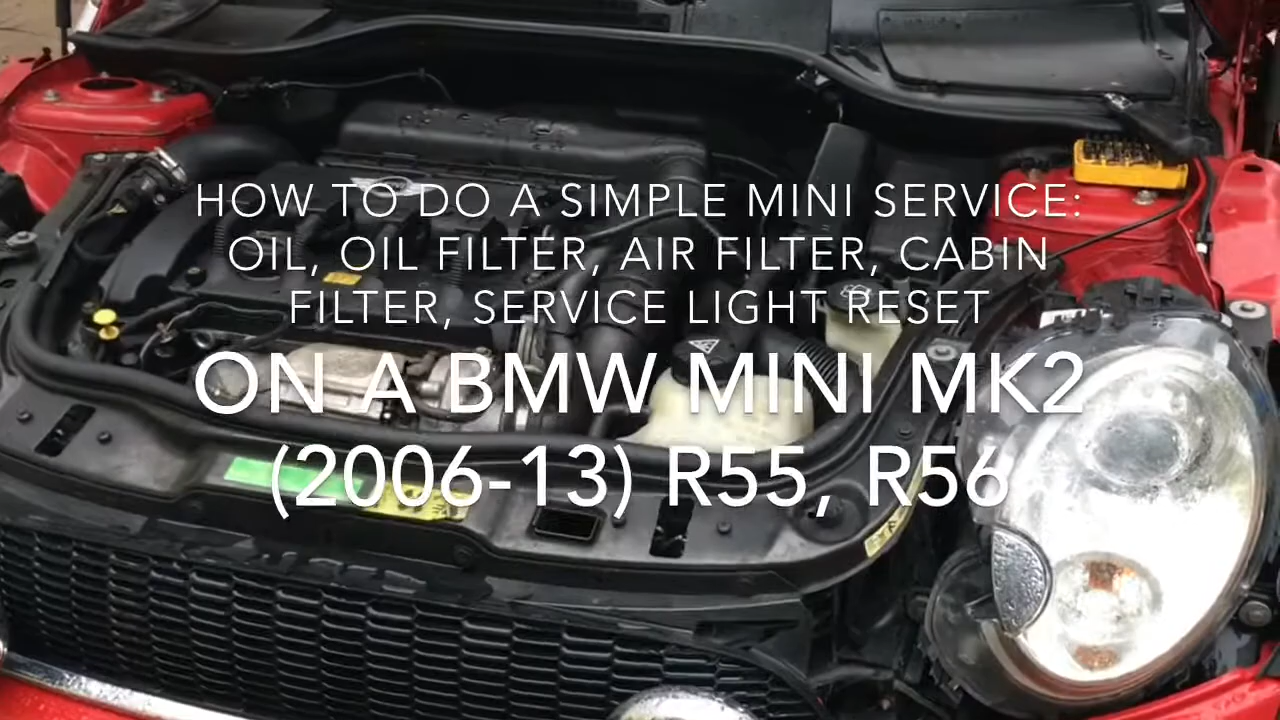 HOW TO DO A SIMPLE MINI SERVICE:
OIL, OIL FILTER, AIR FILTER, CABIN
FILTER, SERVICE LIGHT RESET
ON A BMW MINI MK2
(2006-13) R55, R56